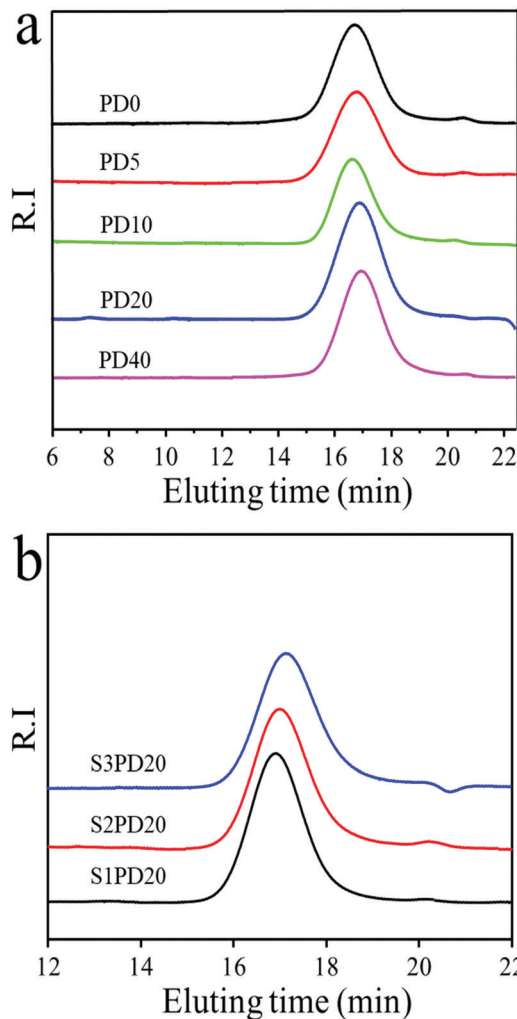 a
PD0
PD5
PD10
PD20
PD40
R.I
6 8 10 12 14 16 18 20 22
Eluting time (min)
b
S3PD20
S2PD20
S1PD20
R.I
12 14 16 18 20 22
Eluting time (min)